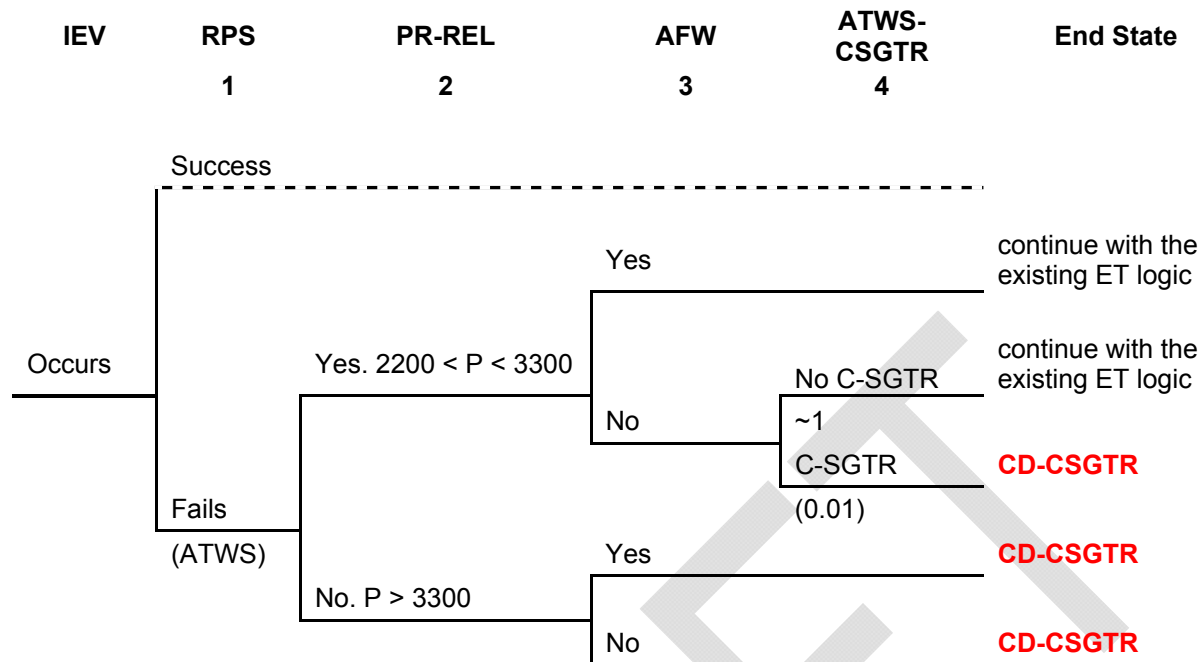 IEV RPS PR-REL AFW ATWS-CSGTR End State
1 2 3 4
Success
Yes
continue with the
existing ET logic
Occurs
Yes. 2200 < P < 3300
No C-SGTR
continue with the
existing ET logic
No
~1
C-SGTR
CD-CSGTR
Fails
(0.01)
(ATWS)
Yes
CD-CSGTR
No. P > 3300
No
CD-CSGTR